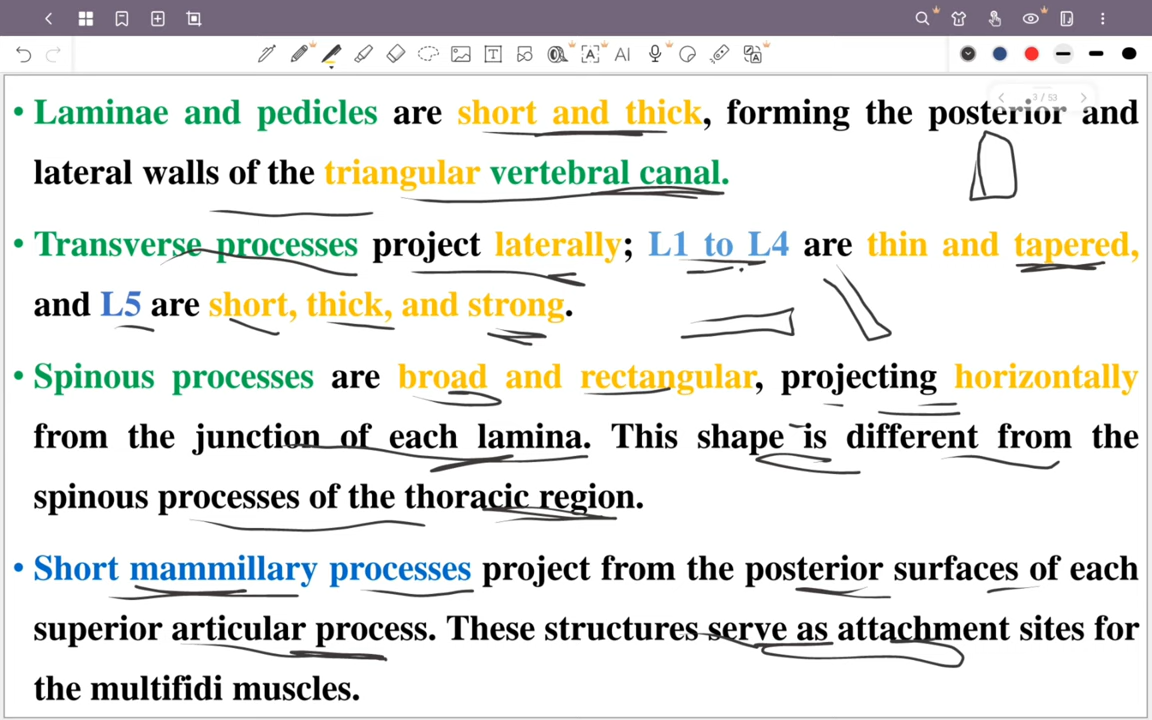 AI
3 / 53
• Laminae and pedicles are short and thick, forming the posterior and
lateral walls of the triangular vertebral canal.
• Transverse processes project laterally; L1 to L4 are thin and tapered,
and L5 are short, thick, and strong.
• Spinous processes are broad and rectangular, projecting horizontally
from the junction of each lamina. This shape is different from the
spinous processes of the thoracic region.
• Short mammillary processes project from the posterior surfaces of each
superior articular process. These structures serve as attachment sites for
the multifidi muscles.